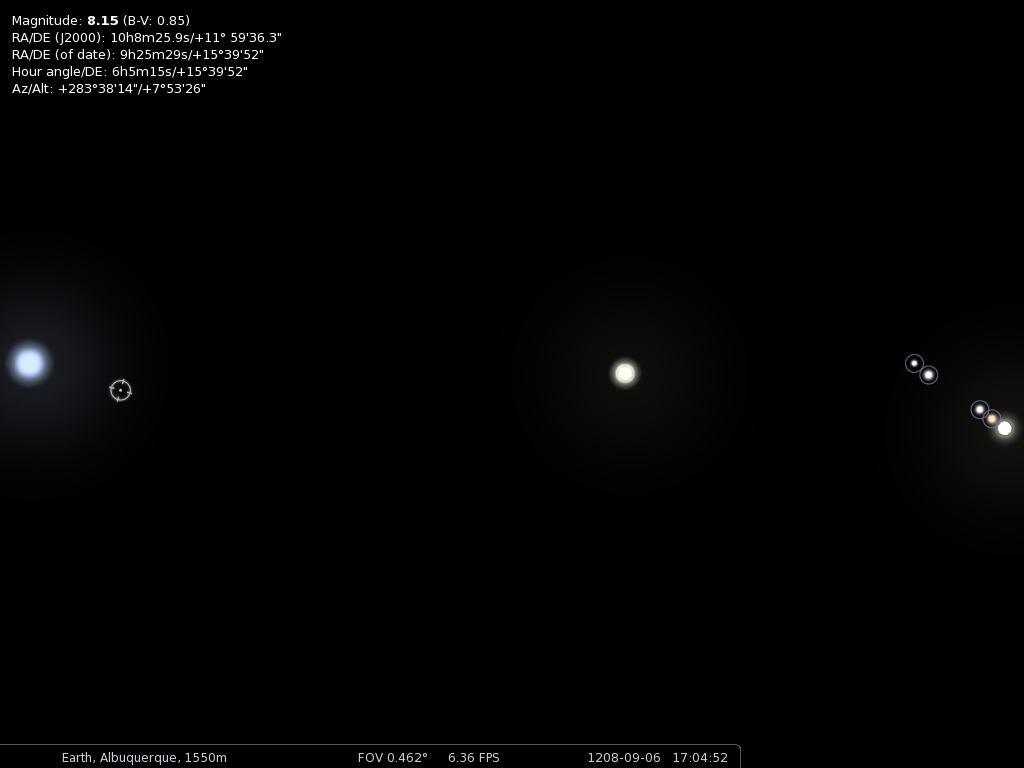 Magnitude: 8.15 (B-V: 0.85)
RA/DE (J2000): 10h8m25.9s/+11° 59'36.3"
RA/DE (of date): 9h25m29s/+15°39'52"
Hour angle/DE: 6h5m15s/+15°39'52"
Az/Alt: +283°38'14"/+7°53'26"
Earth, Albuquerque, 1550m FOV 0.462° 6.36 FPS 1208-09-06 17:04:52